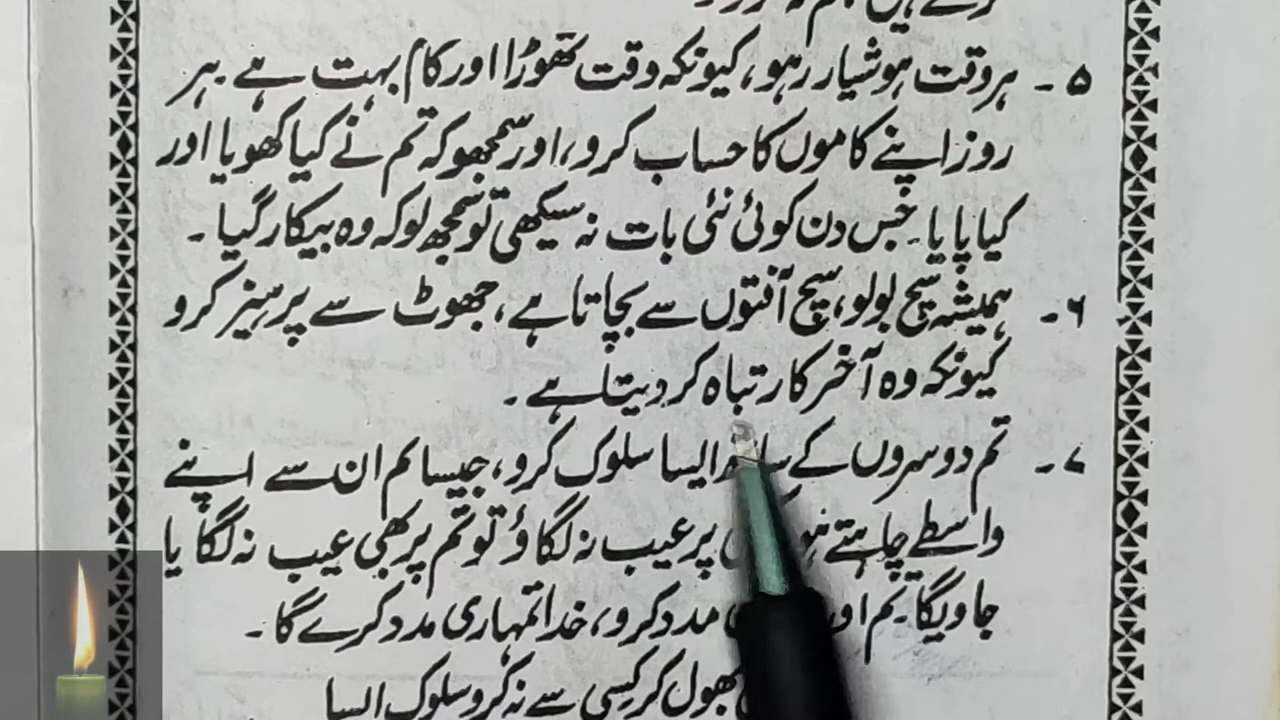 ۵ - ہر وقت ہوشیار رہو، کیونکہ وقت تھوڑا اور کام بہت ہے ہر
روز اپنے کاموں کا حساب کرو، اور سمجھو کہ تم نے کیا کھویا اور
کیا پایا۔ جس دن کوئی نئی بات نہ سیکھی تو سمجھ لو کہ وہ بیکار گیا۔
۶ - ہمیشہ سچ بولو، سچ آفتوں سے بچاتا ہے، جھوٹ سے پرہیز کرو
کیونکہ وہ آخر کار تباہ کر دیتا ہے۔
۷ - تم دوسروں کے ساتھ ایسا سلوک کرو، جیسا تم ان سے اپنے
واسطے چاہتے ہو پر عیب نہ لگاؤ تو تم پر بھی عیب نہ لگایا
جاویگا۔ تم مدد کرو، خدا تمہاری مدد کرے گا۔
بھول کر کسی سے نہ کرو سلوک ایسا